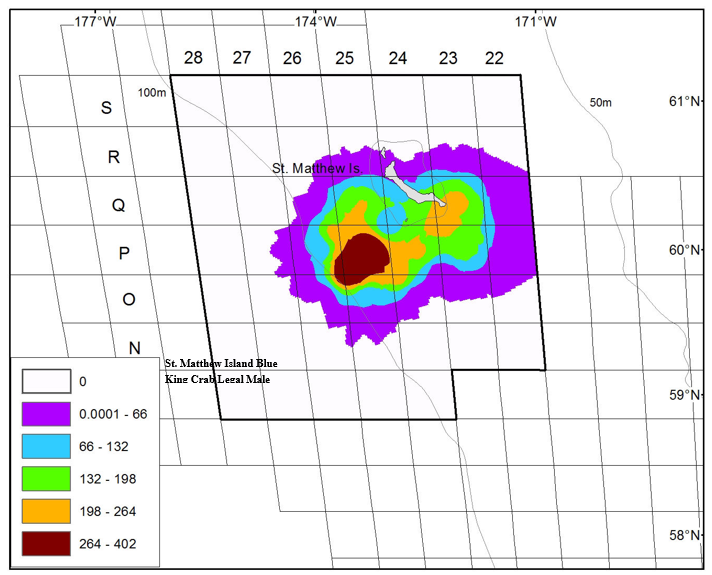 177°W 174°W 171°W
28 27 26 25 24 23 22
100m
50m
61°N
S
R
St. Matthew Is.
Q
P
60°N
O
N
St. Matthew Island Blue
King Crab Legal Male
59°N
0
0.0001 - 66
66 - 132
132 - 198
198 - 264
264 - 402
58°N